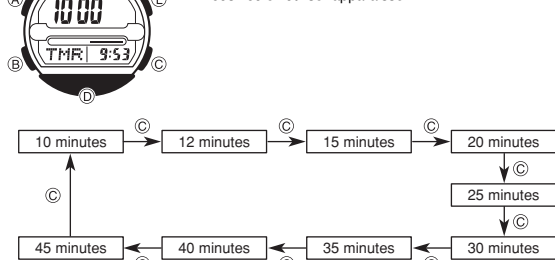 10 00
TMR 9:53
B
C
D
10 minutes
C
12 minutes
C
15 minutes
C
20 minutes
C
25 minutes
C
30 minutes
35 minutes
40 minutes
45 minutes
C